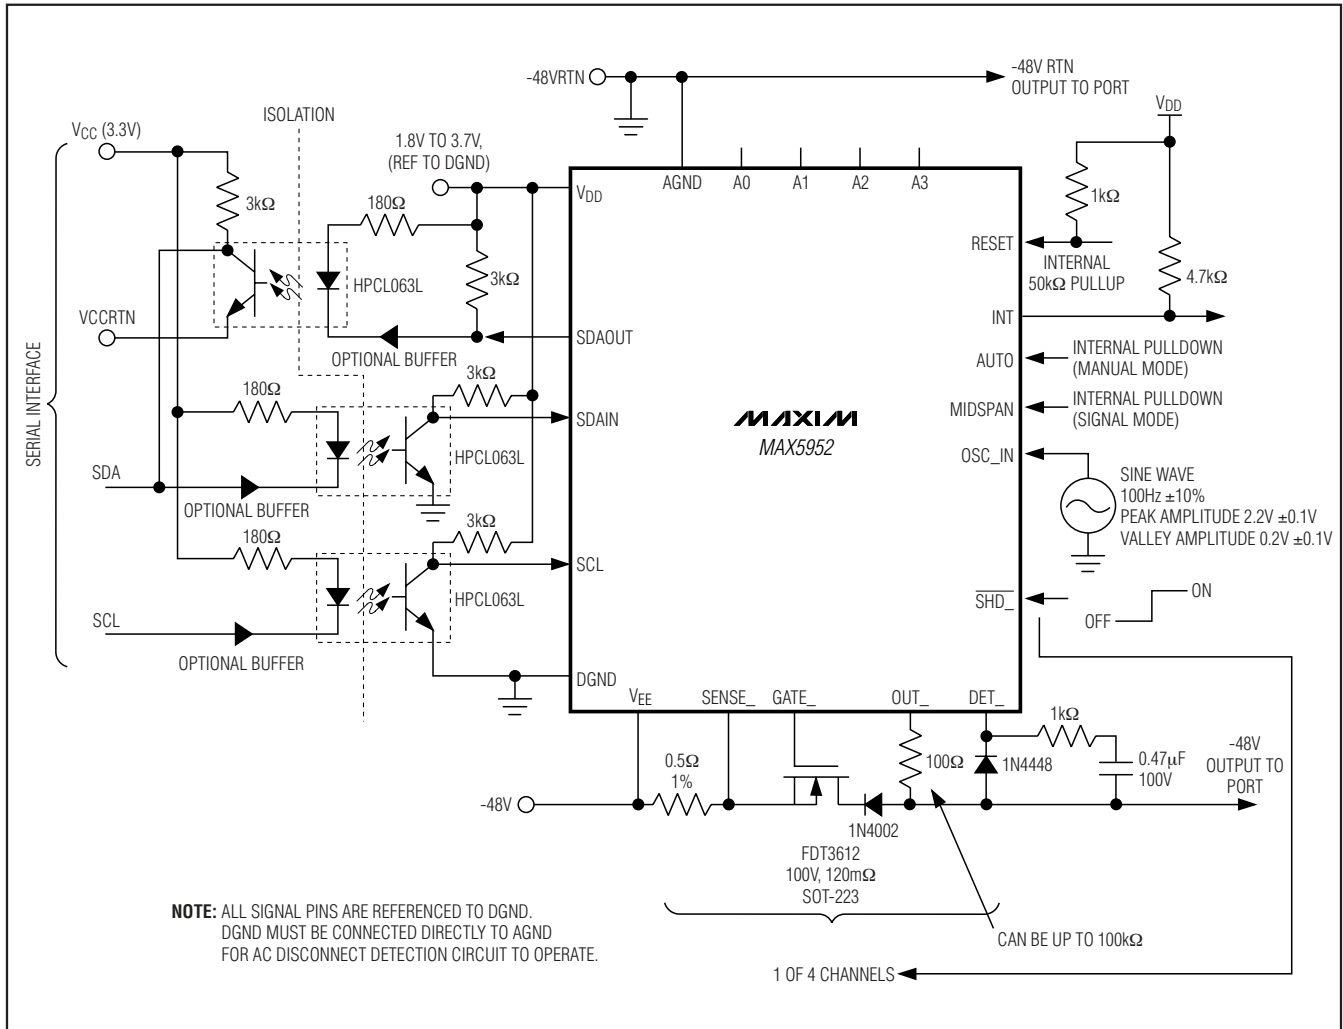 -48VRTN
-48V RTN
OUTPUT TO PORT
ISOLATION
VCC (3.3V)
1.8V TO 3.7V,
(REF TO DGND)
VDD
3kΩ
180Ω
VDD
AGND
A0
A1
A2
A3
1kΩ
RESET
INTERNAL
50kΩ PULLUP
4.7kΩ
HPCL063L
3kΩ
VCCRTN
SDAOUT
OPTIONAL BUFFER
INT
AUTO
INTERNAL PULLDOWN
(MANUAL MODE)
SERIAL INTERFACE
180Ω
3kΩ
SDAIN
HPCL063L
MAXIM
MAX5952
MIDSPAN
INTERNAL PULLDOWN
(SIGNAL MODE)
OSC_IN
SINE WAVE
100Hz ±10%
PEAK AMPLITUDE 2.2V ±0.1V
VALLEY AMPLITUDE 0.2V ±0.1V
SDA
OPTIONAL BUFFER
180Ω
3kΩ
SCL
HPCL063L
SHD_
ON
OFF
SCL
OPTIONAL BUFFER
DGND
VEE
SENSE_
GATE_
OUT_
DET_
0.5Ω
1%
100Ω
1N4448
1kΩ
0.47μF
100V
-48V
OUTPUT TO
PORT
-48V
1N4002
FDT3612
100V, 120mΩ
SOT-223
NOTE: ALL SIGNAL PINS ARE REFERENCED TO DGND.
DGND MUST BE CONNECTED DIRECTLY TO AGND
FOR AC DISCONNECT DETECTION CIRCUIT TO OPERATE.
CAN BE UP TO 100kΩ
1 OF 4 CHANNELS